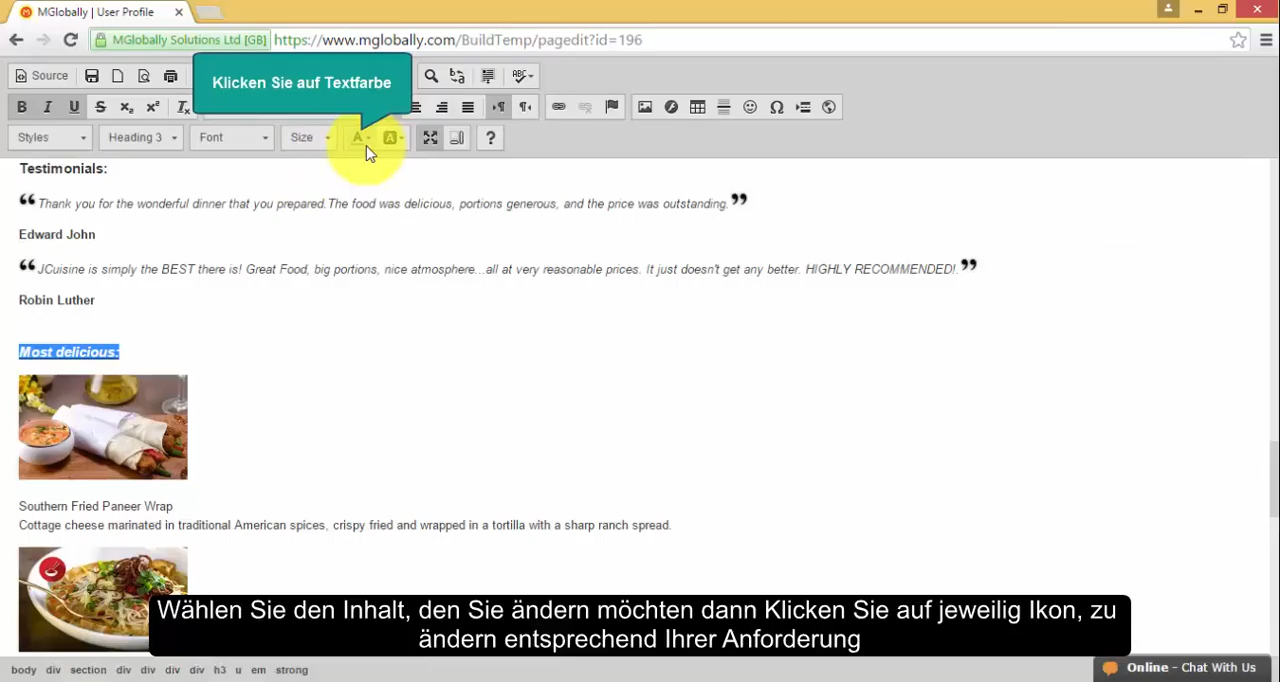 MGlobally | User Profile
MGlobally Solutions Ltd [GB] https://www.mglobally.com/BuildTemp/pagedit?id=196
Source
Klicken Sie auf Textfarbe
Styles Heading 3 Font Size
Testimonials:
“ Thank you for the wonderful dinner that you prepared.The food was delicious, portions generous, and the price was outstanding. ”
Edward John
“ JCuisine is simply the BEST there is! Great Food, big portions, nice atmosphere...all at very reasonable prices. It just doesn't get any better. HIGHLY RECOMMENDED!. ”
Robin Luther
Most delicious:
Southern Fried Paneer Wrap
Cottage cheese marinated in traditional American spices, crispy fried and wrapped in a tortilla with a sharp ranch spread.
Wählen Sie den Inhalt, den Sie ändern möchten dann Klicken Sie auf jeweilig Ikon, zu
ändern entsprechend Ihrer Anforderung
body div section div div div div h3 u em strong
Online - Chat With Us